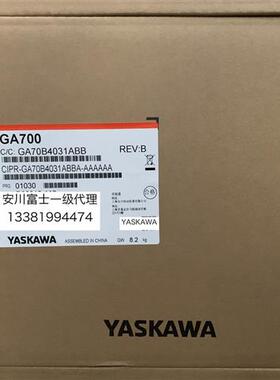 GA700
C/C: GA70B4031ABB
REV:B
CIPR-GA70B4031ABBA-AAAAAA
PRG 01030
安川富士一级代理
13381994474
YASKAWA
YASKAWA
ASSEMBLED IN CHINA
GW 8.2 kg
YASKAWA